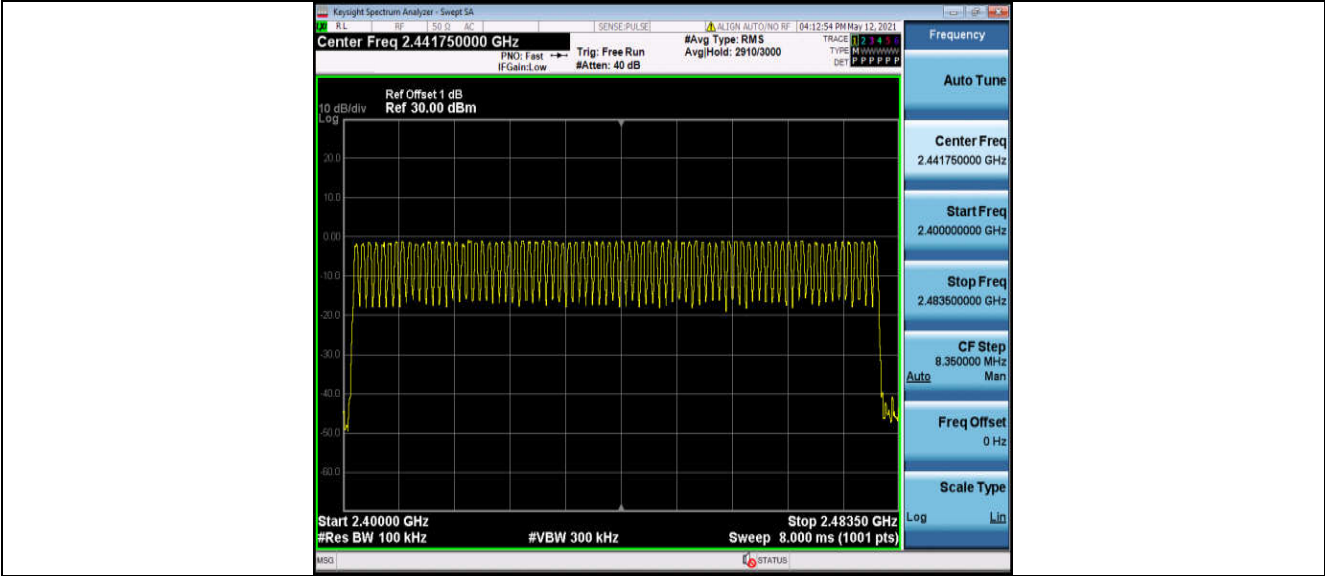 Keysight Spectrum Analyzer - Swept SA
RL RF 50 Ω AC SENSE:PULSE ALIGN AUTO/NO RF 04:12:54 PM May 12, 2021
Center Freq 2.441750000 GHz
PNO: Fast
IFGain:Low
Trig: Free Run
#Atten: 40 dB
#Avg Type: RMS
Avg|Hold: 2910/3000
TRACE 1 2 3 4 5 6
TYPE M WWWWW
DET P P P P P P
Ref Offset 1 dB
10 dB/div Ref 30.00 dBm
Log
20.0
10.0
0.00
-10.0
-20.0
-30.0
-40.0
-50.0
-60.0
Start 2.40000 GHz Stop 2.48350 GHz
#Res BW 100 kHz #VBW 300 kHz Sweep 8.000 ms (1001 pts)
MSG STATUS
Frequency
Auto Tune
Center Freq
2.441750000 GHz
Start Freq
2.400000000 GHz
Stop Freq
2.483500000 GHz
CF Step
8.350000 MHz
Auto Man
Freq Offset
0 Hz
Scale Type
Log Lin